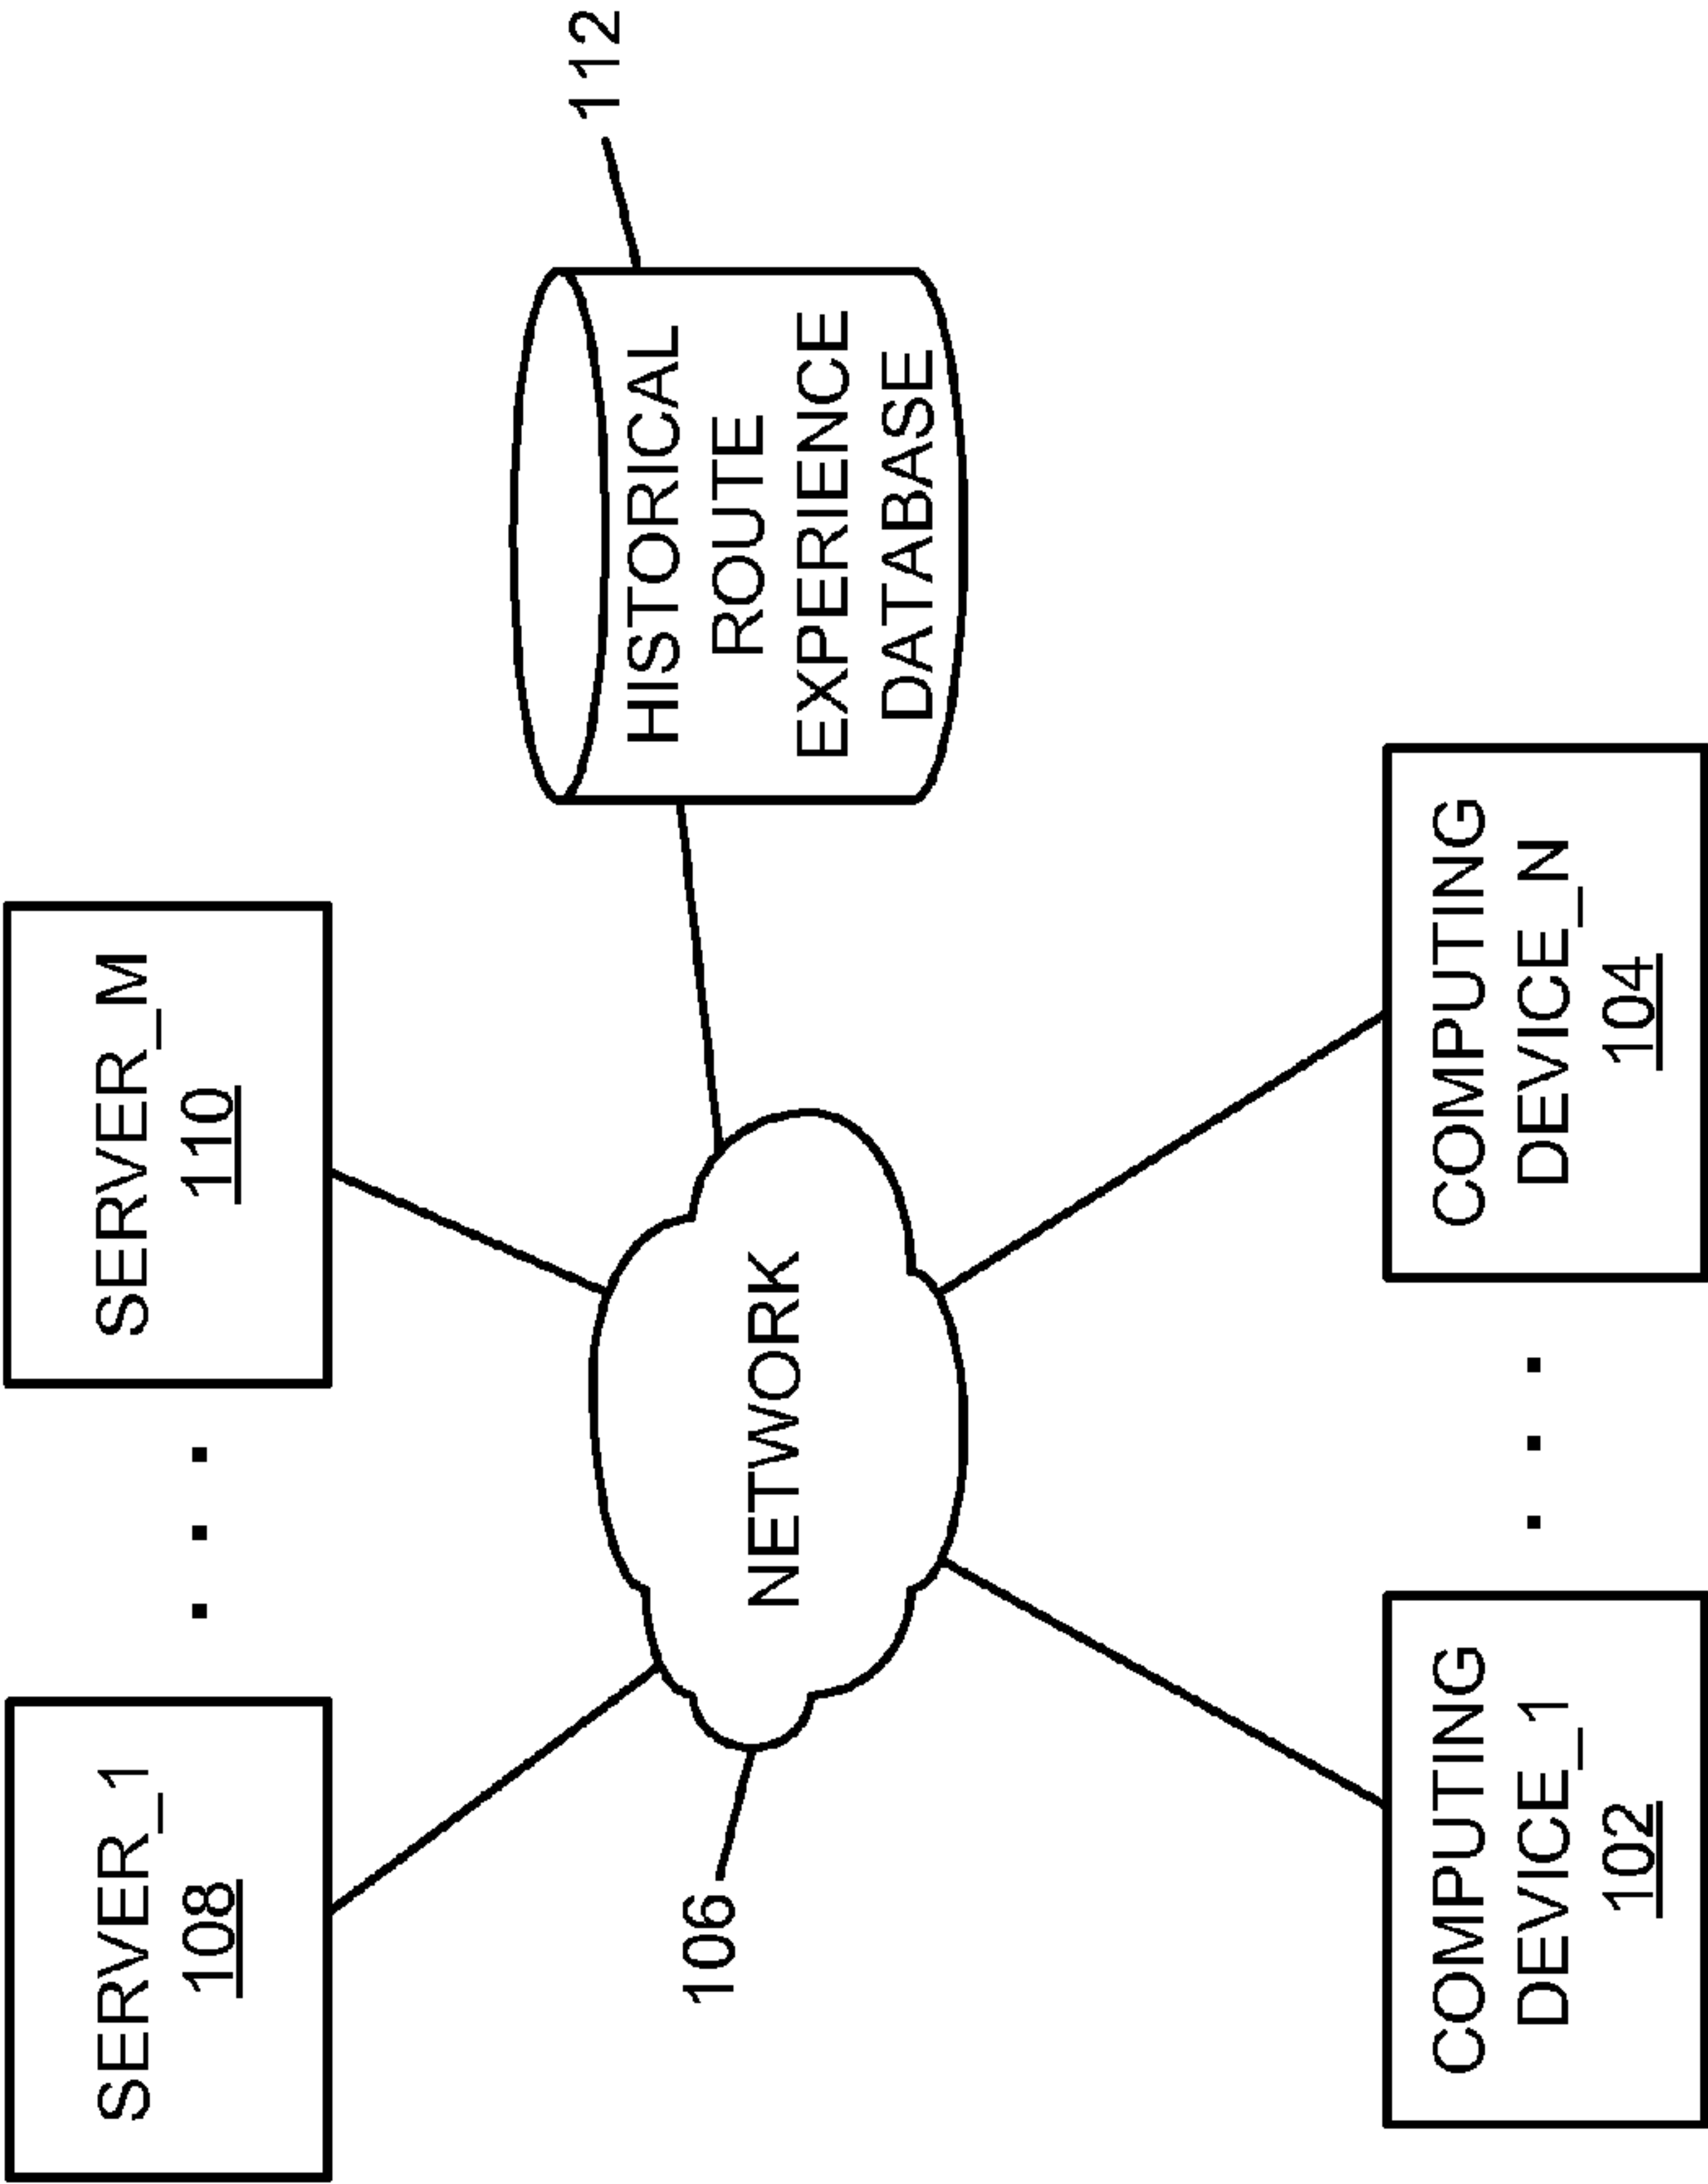 SERVER_1
108
SERVER_M
110
HISTORICAL
ROUTE
EXPERIENCE
DATABASE
112
NETWORK
106
COMPUTING
DEVICE_1
102
COMPUTING
DEVICE_N
104